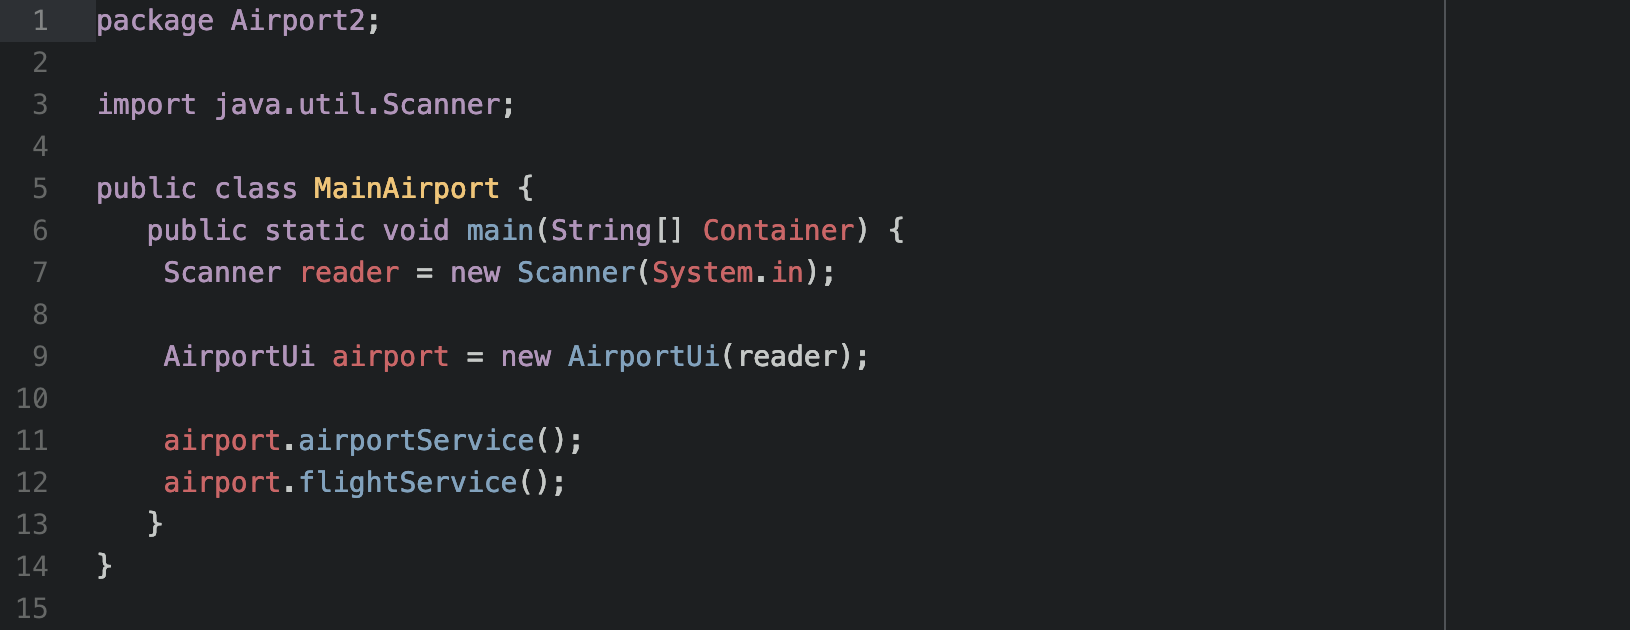 1 package Airport2;
2
3 import java.util.Scanner;
4
5 public class MainAirport {
6    public static void main(String[] Container) {
7     Scanner reader = new Scanner(System.in);
8
9     AirportUi airport = new AirportUi(reader);
10
11     airport.airportService();
12     airport.flightService();
13    }
14 }
15